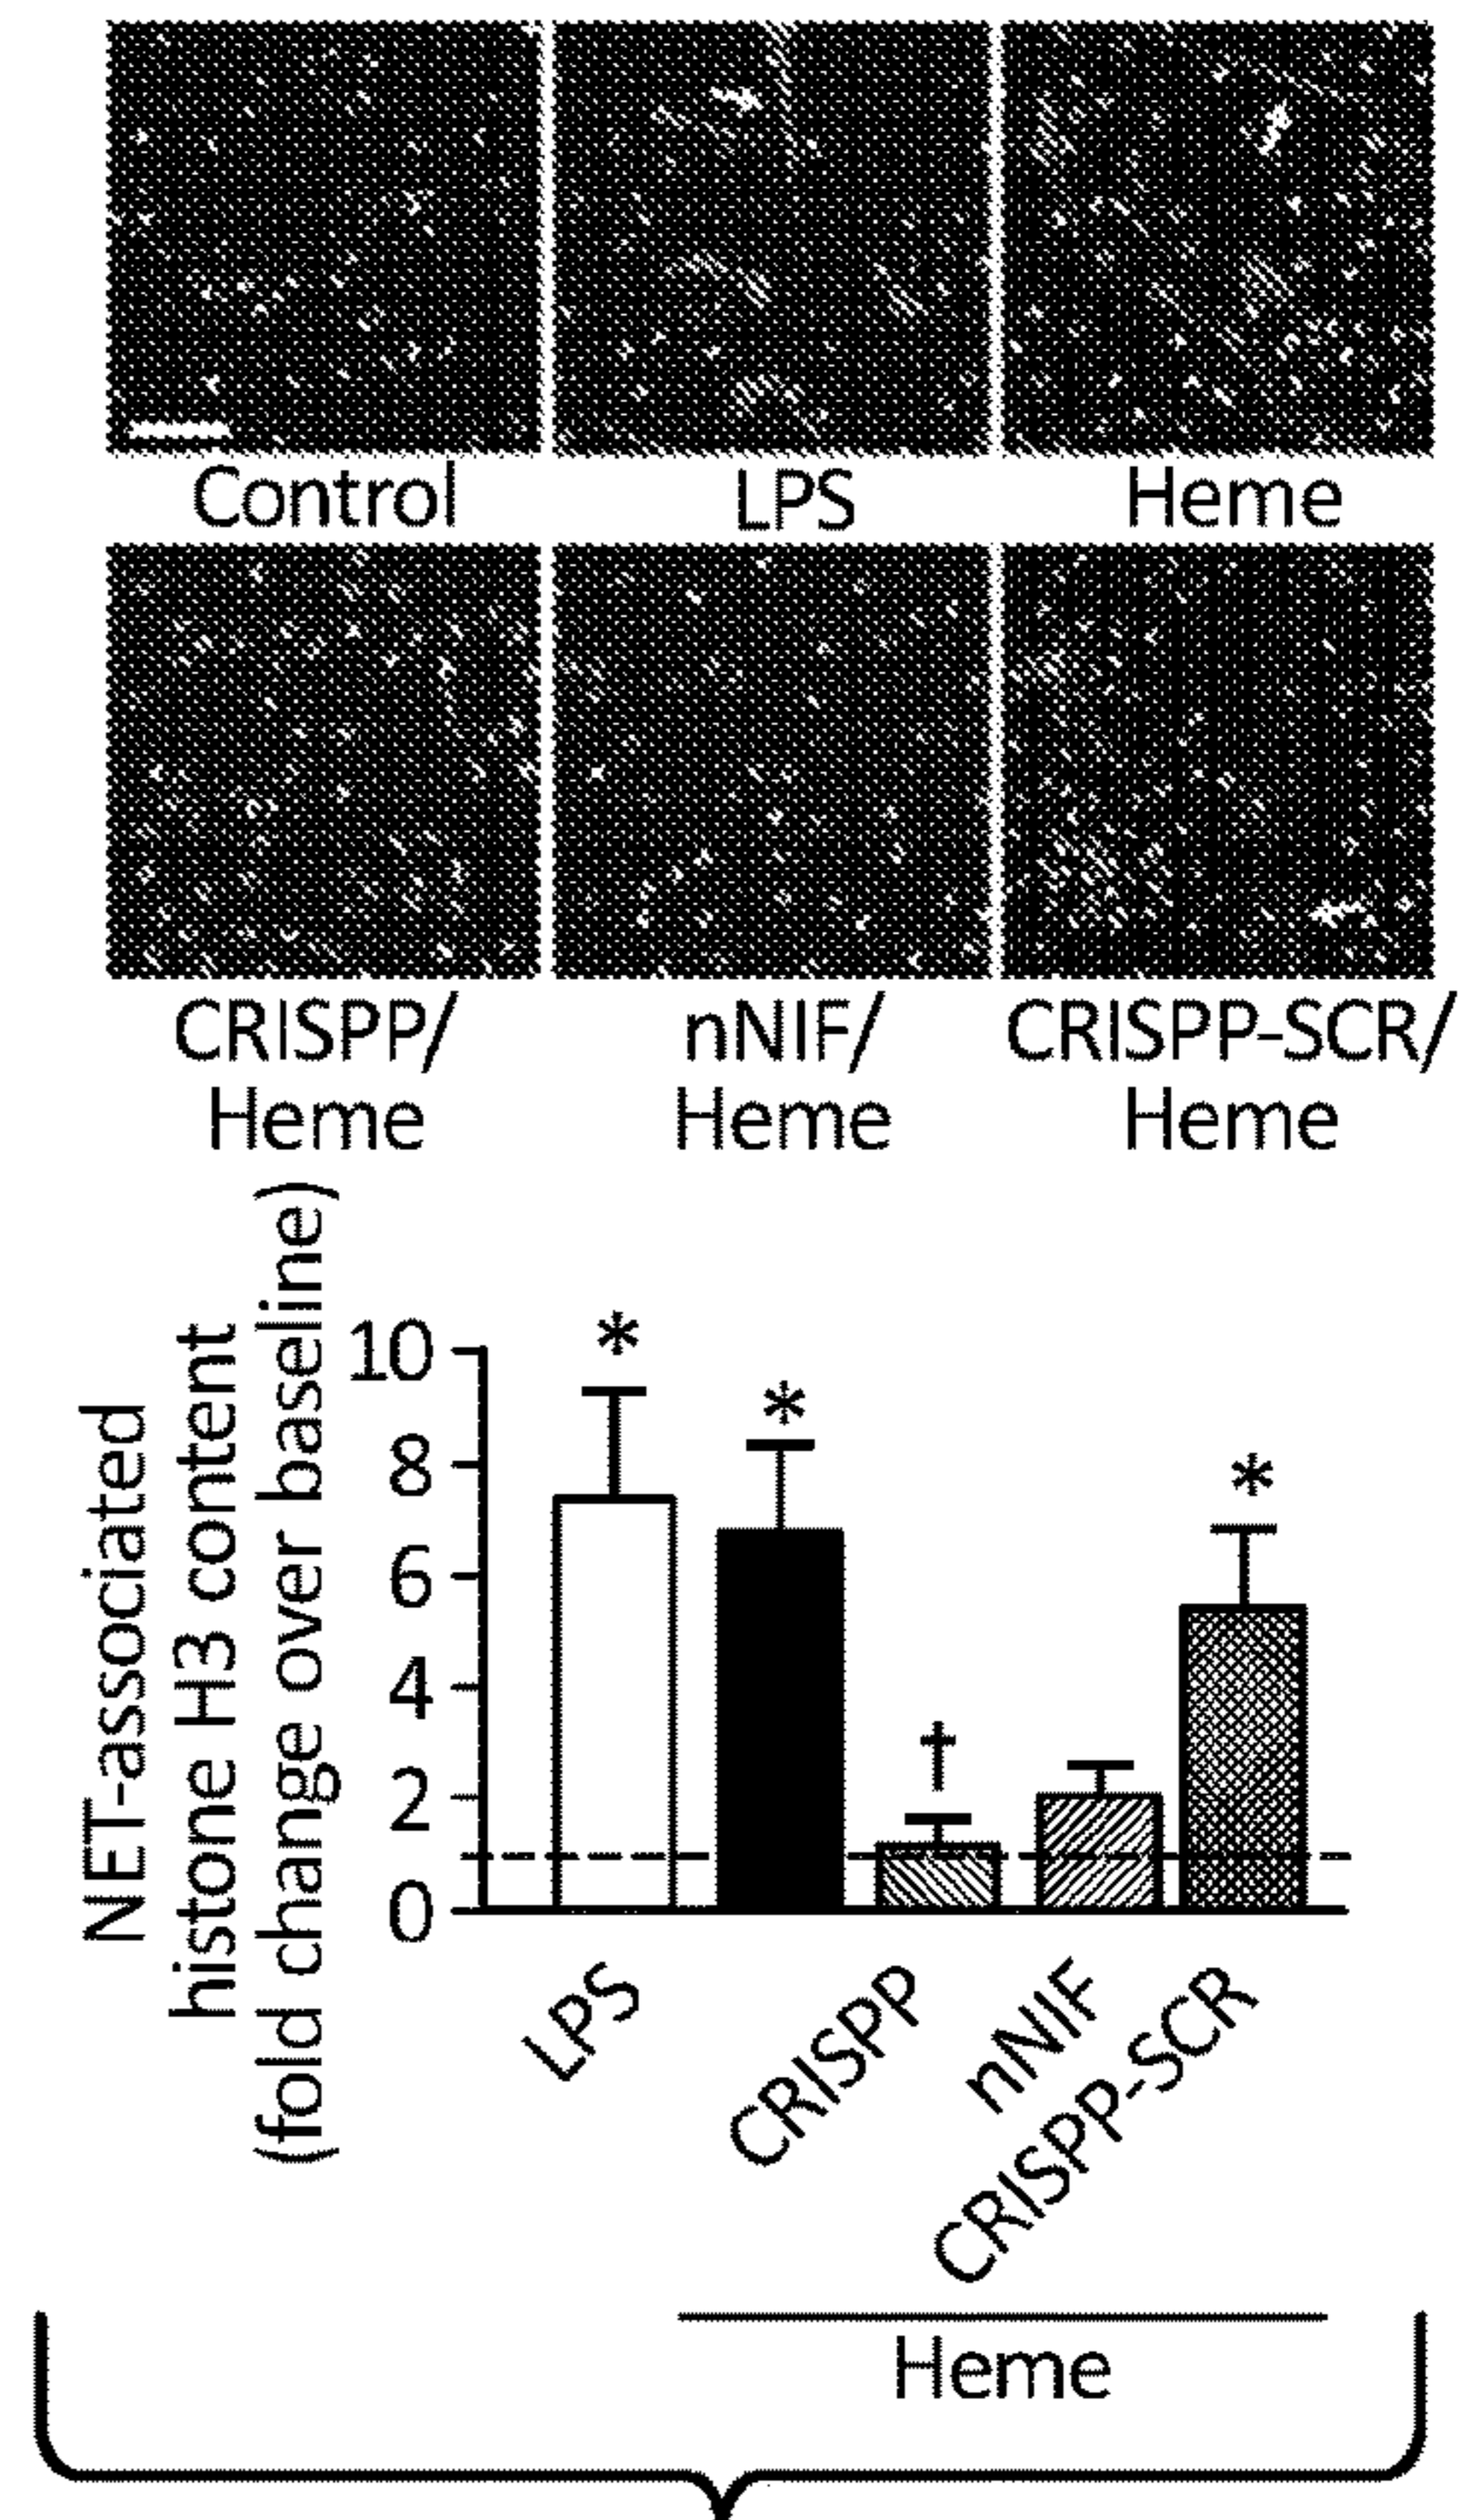 Control
LPS
Heme
CRISPP/
Heme
nNIF/
Heme
CRISPP-SCR/
Heme
NET-associated
histone H3 content
(fold change over baseline)
10
8
6
4
2
0
*
*
†
*
LPS
CRISPP
nNIF
CRISPP-SCR
Heme